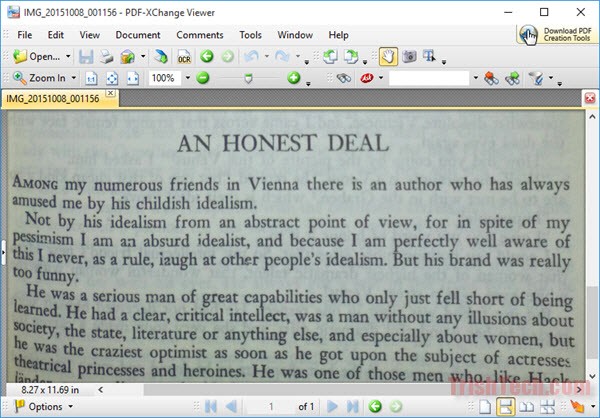 IMG_20151008_001156 - PDF-XChange Viewer
File Edit View Document Comments Tools Window Help
Download PDF
Creation Tools
Open... OCR
Zoom In 100%
IMG_20151008_001156
AN HONEST DEAL
AMONG my numerous friends in Vienna there is an author who has always
amused me by his childish idealism.
Not by his idealism from an abstract point of view, for in spite of my
pessimism I am an absurd idealist, and because I am perfectly well aware of
this I never, as a rule, laugh at other people's idealism. But his brand was really
too funny.
He was a serious man of great capabilities who only just fell short of being
learned. He had a clear, critical intellect, was a man without any illusions about
society, the state, literature or anything else, and especially about women, but
he was the craziest optimist as soon as he got upon the subject of actresses,
theatrical princesses and heroines. He was one of those men who, like Hack
länder
8.27 x 11.69 in
Options 1 of 1
TrishTech.com